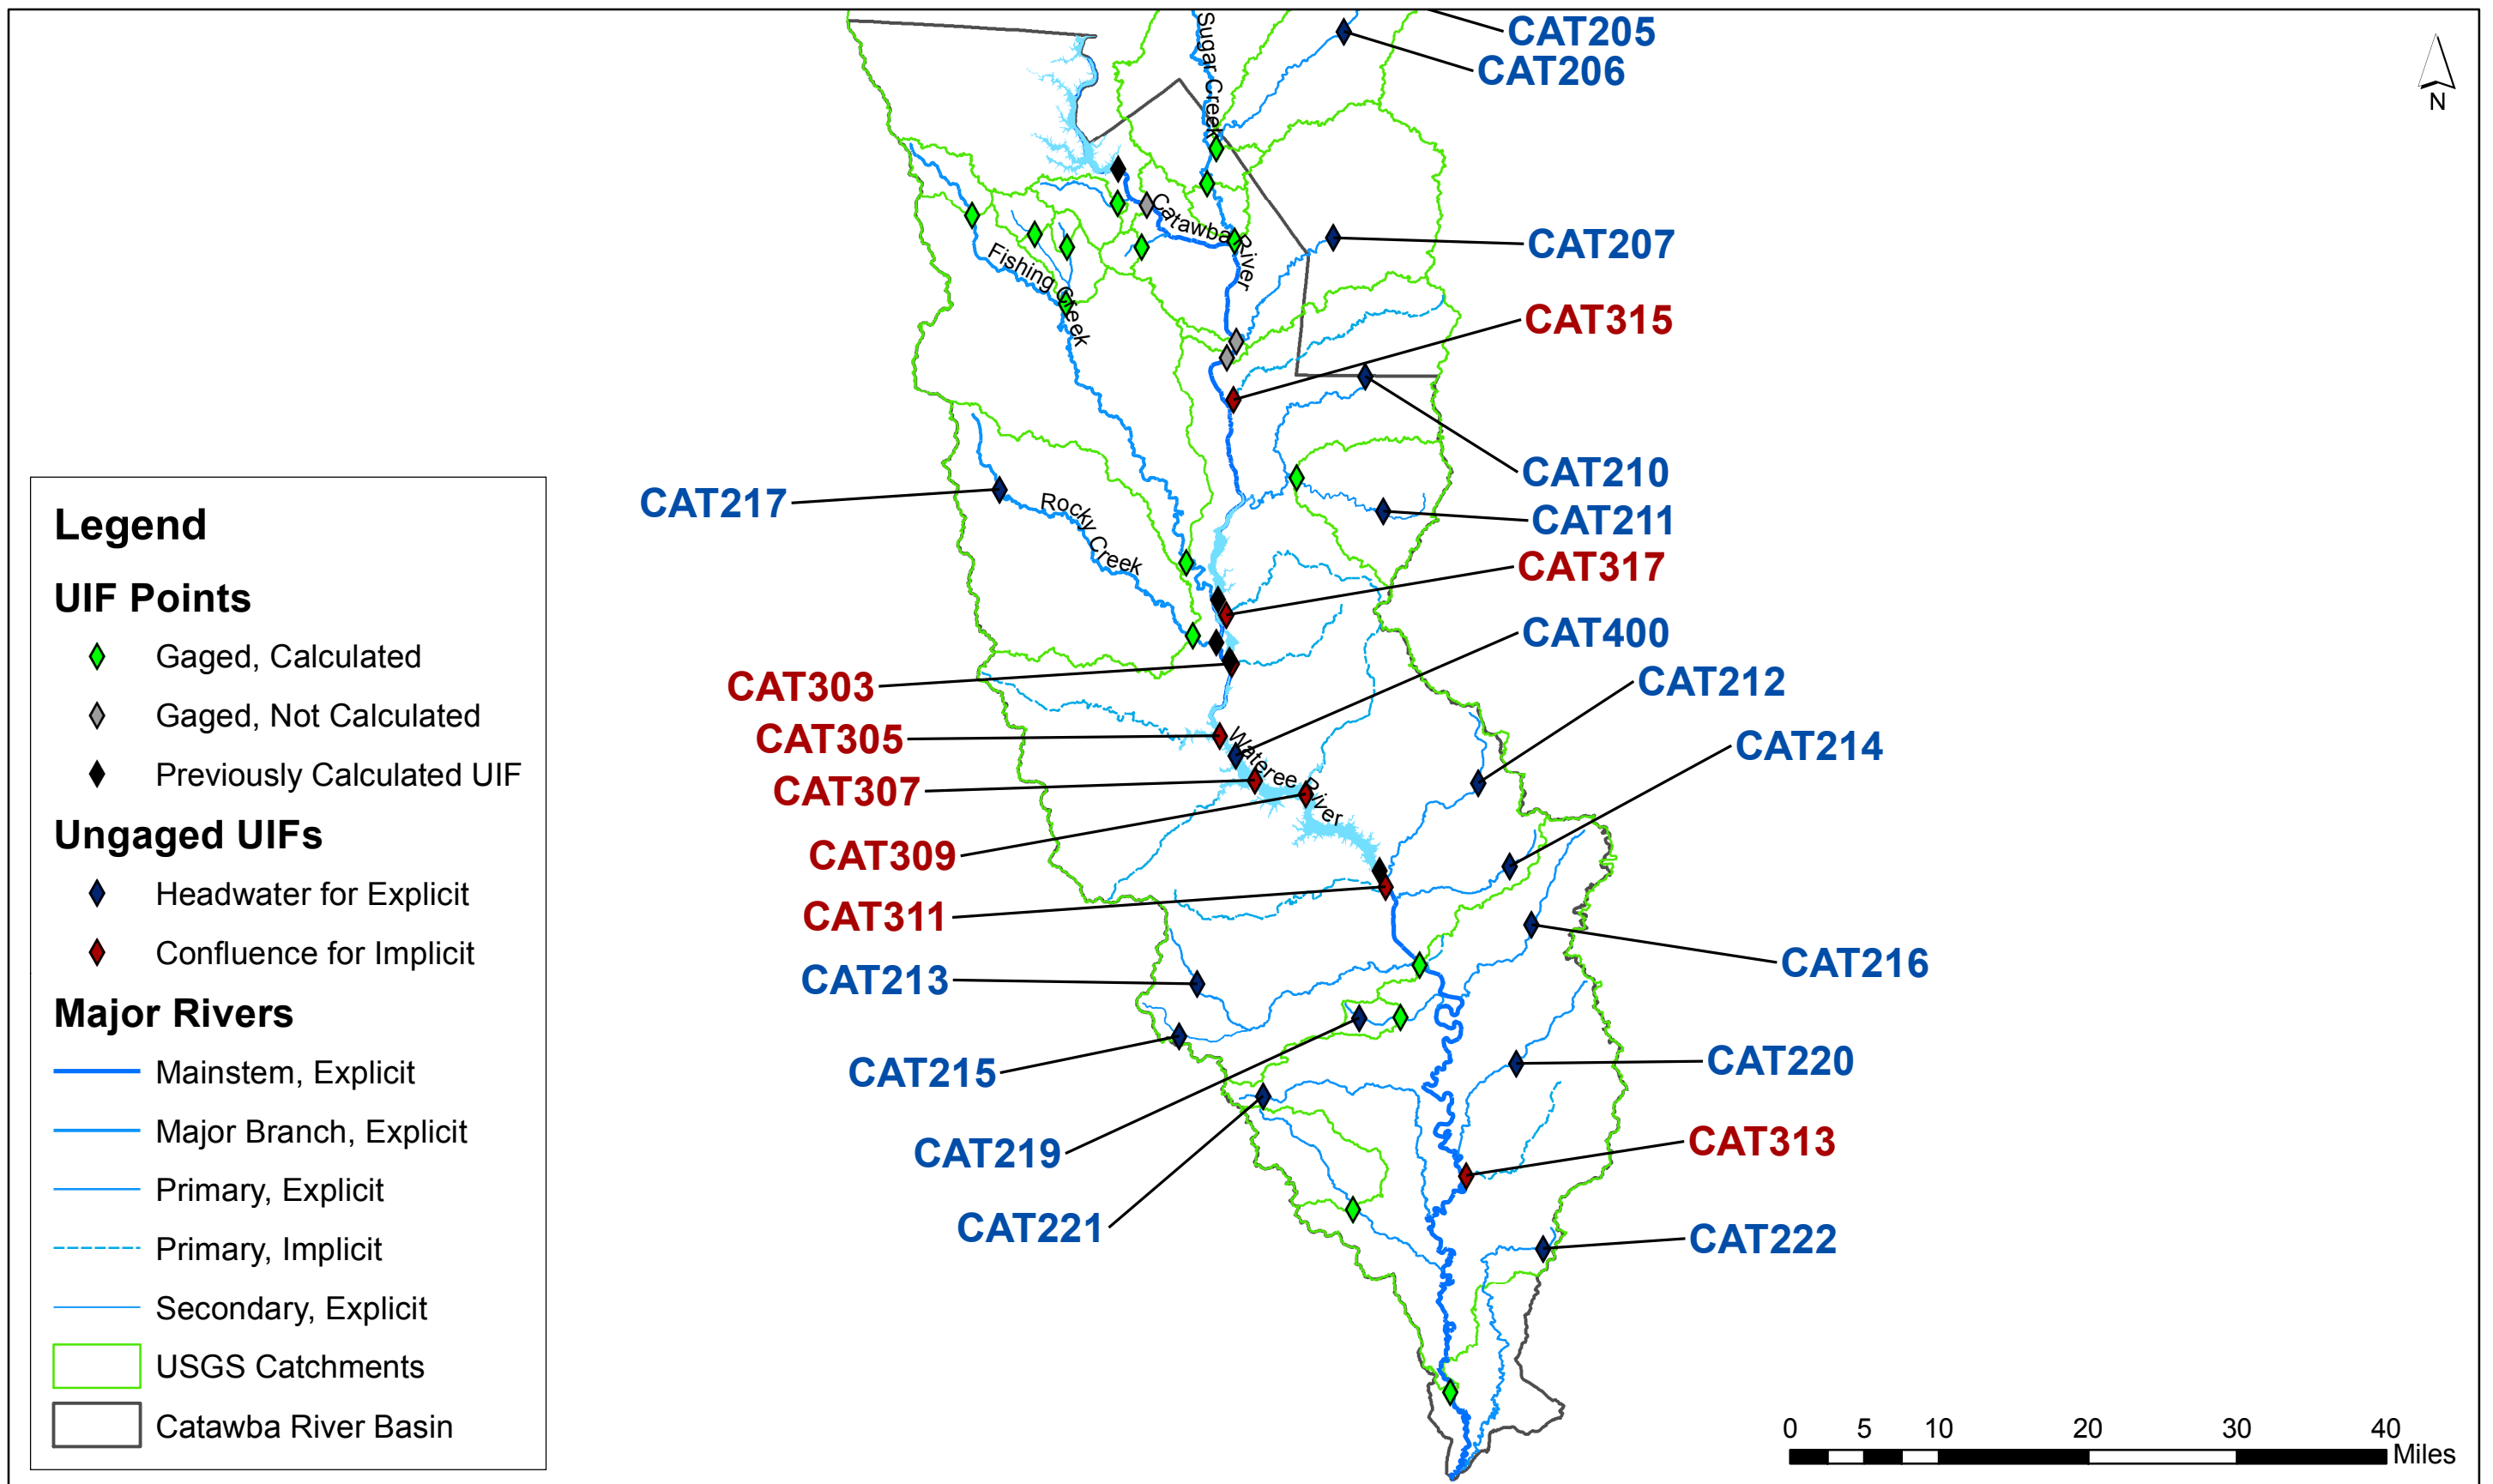 CAT205
CAT206
N
Sugar Creek
CAT207
Catawba River
Fishing Creek
CAT315
CAT210
CAT217
Rocky Creek
CAT211
CAT317
CAT400
CAT303
CAT212
CAT305
Wateree River
CAT214
CAT307
CAT309
CAT311
CAT216
CAT213
CAT215
CAT220
CAT219
CAT313
CAT221
CAT222
Legend
UIF Points
Gaged, Calculated
Gaged, Not Calculated
Previously Calculated UIF
Ungaged UIFs
Headwater for Explicit
Confluence for Implicit
Major Rivers
Mainstem, Explicit
Major Branch, Explicit
Primary, Explicit
Primary, Implicit
Secondary, Explicit
USGS Catchments
Catawba River Basin
0 5 10 20 30 40
Miles